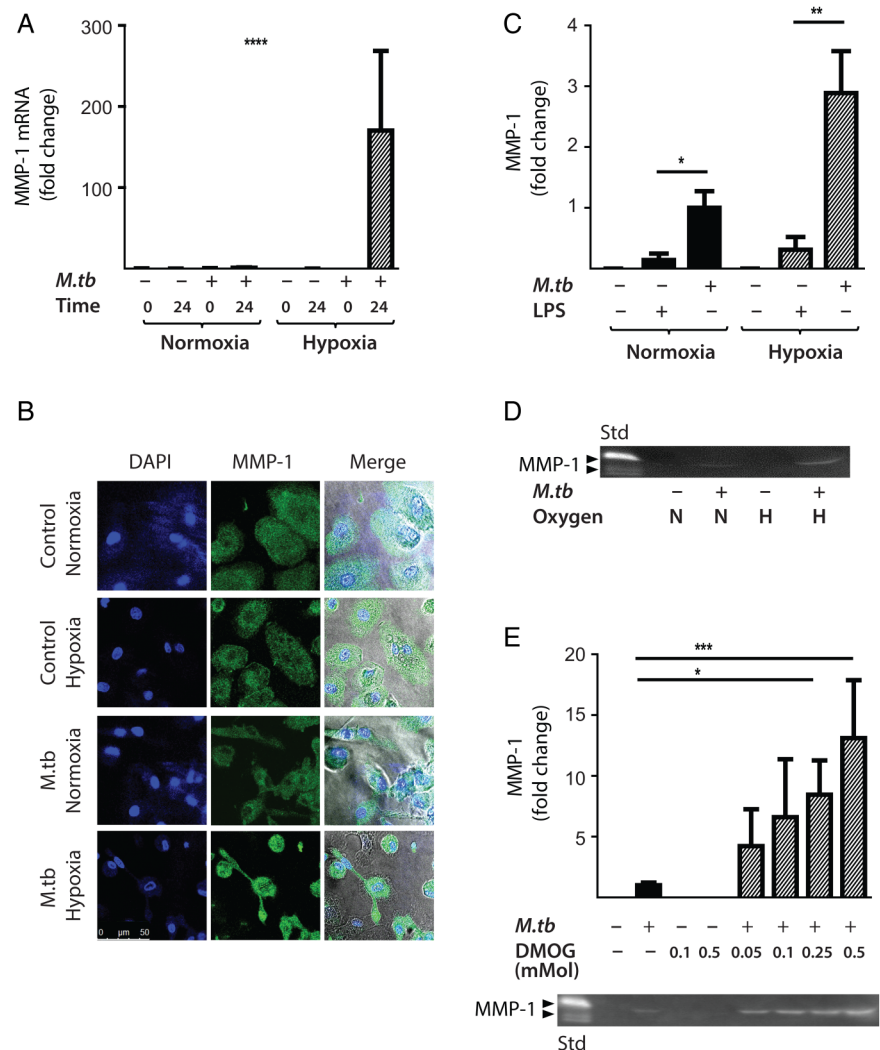 A
MMP-1 mRNA
(fold change)
300
200
100
****
M.tb – – + + – – + +
Time 0 24 0 24 0 24 0 24
Normoxia Hypoxia
B
DAPI MMP-1 Merge
Control
Normoxia
Control
Hypoxia
M.tb
Normoxia
M.tb
Hypoxia
0 µm 50
C
MMP-1
(fold change)
4
3
2
1
*
**
M.tb – – + – – +
LPS – + – – + –
Normoxia Hypoxia
D
Std
MMP-1
M.tb – + – +
Oxygen N N H H
E
MMP-1
(fold change)
20
15
10
5
***
*
M.tb – + – – + + + +
DMOG – – 0.1 0.5 0.05 0.1 0.25 0.5
(mMol)
MMP-1
Std